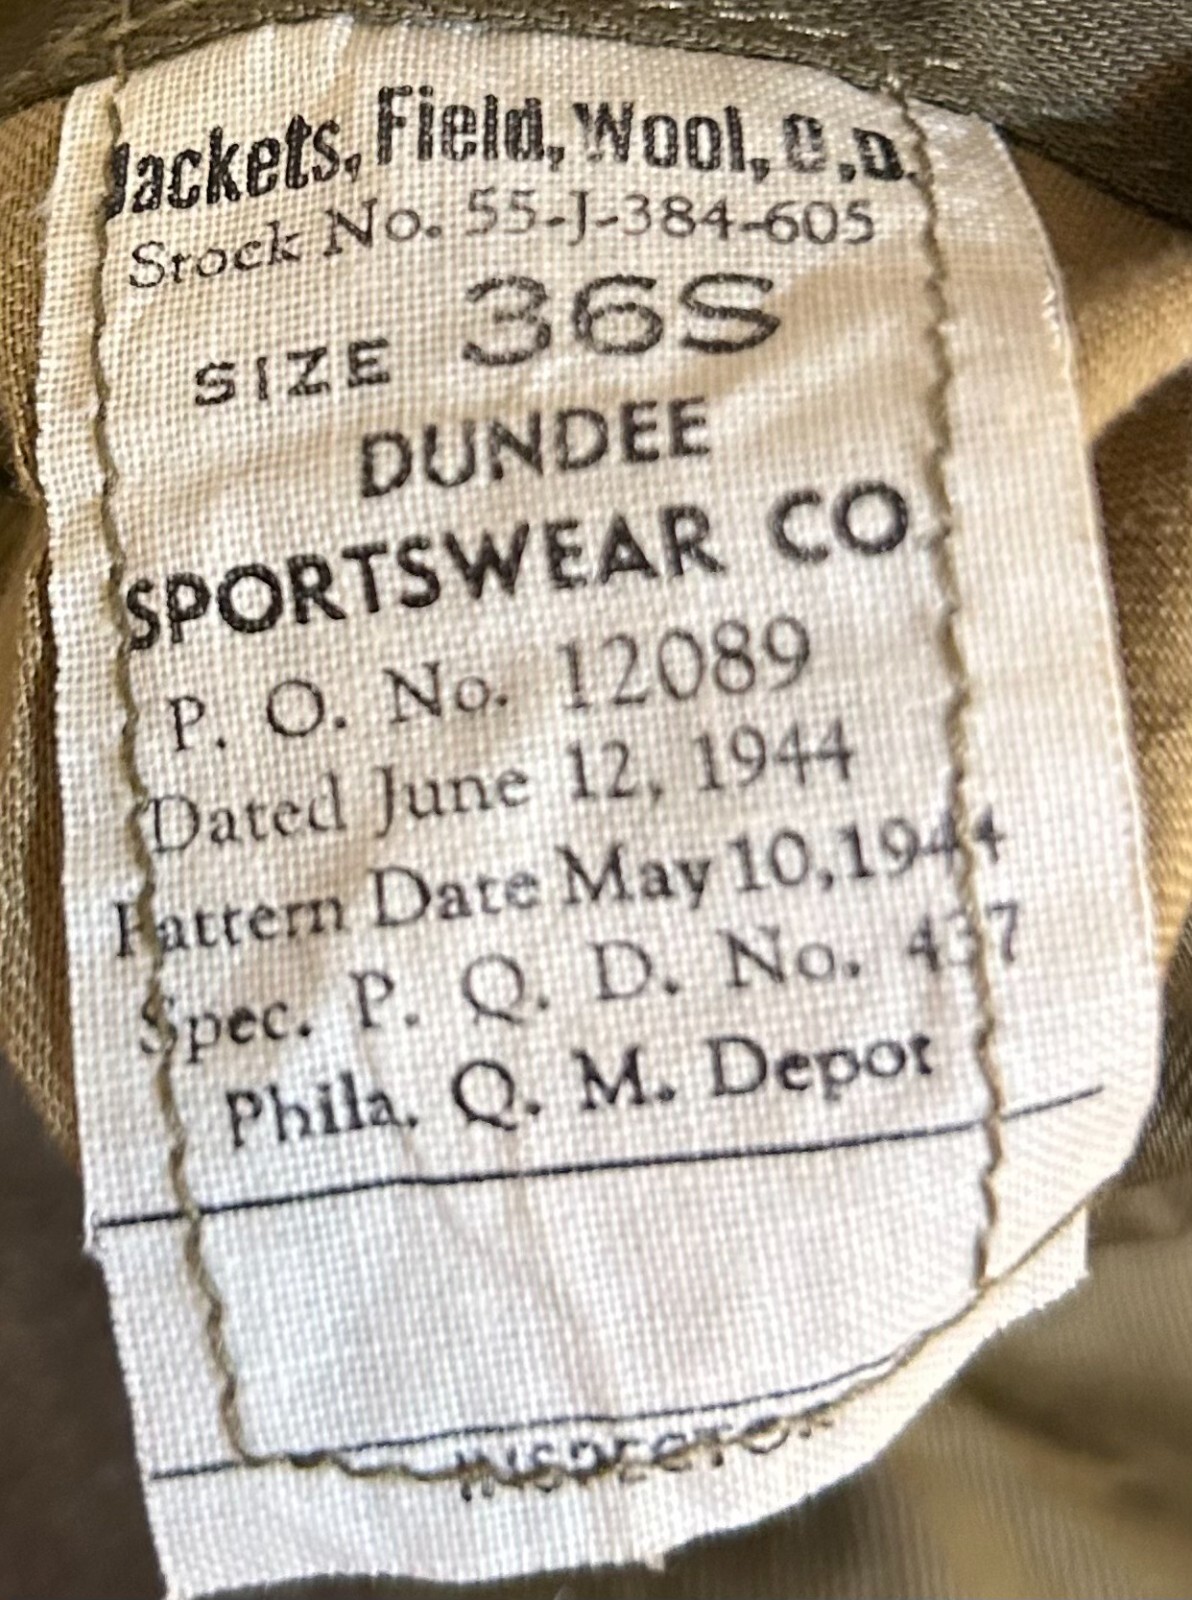 Jackets, Field, Wool, O.D.
Stock No. 55-J-384-605
SIZE 36S
DUNDEE
SPORTSWEAR CO
P. O. No. 12089
Dated June 12, 1944
Pattern Date May 10, 1944
Spec. P. Q. D. No. 437
Phila. Q. M. Depot
INSPECTOR